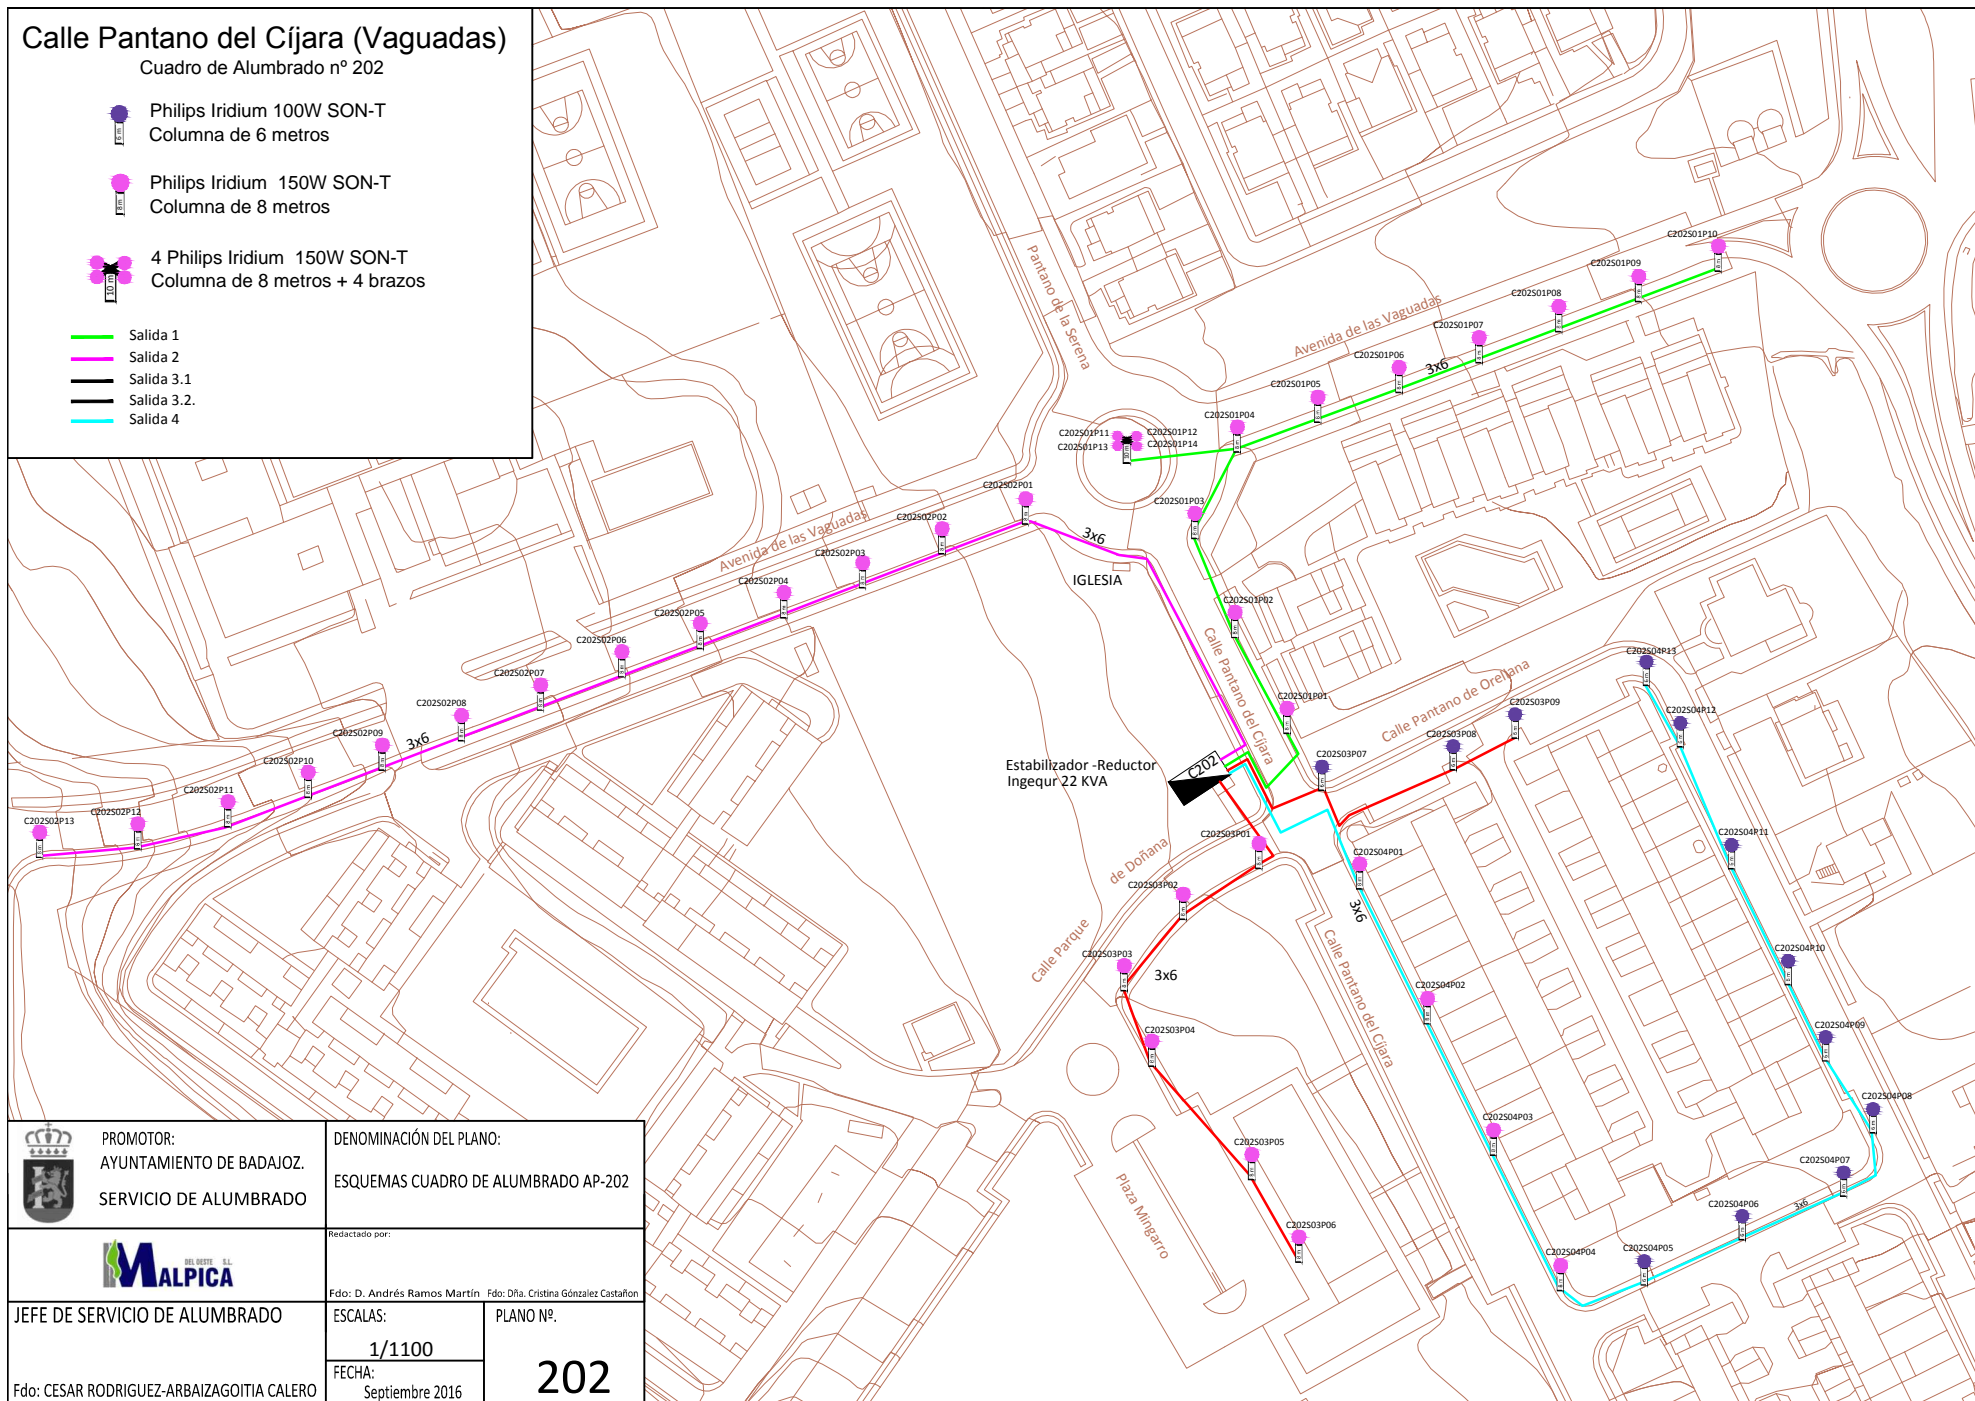 Calle Pantano del Cíjara (Vaguadas)
Cuadro de Alumbrado nº 202
6 m
Philips Iridium 100W SON-T
Columna de 6 metros
8 m
Philips Iridium  150W SON-T
Columna de 8 metros
10 m
4 Philips Iridium  150W SON-T
Columna de 8 metros + 4 brazos
Salida 1
Salida 2
Salida 3.1
Salida 3.2.
Salida 4
Pantano de la Serena
Avenida de las Vaguadas
3x6
C202S01P10
C202S01P09
C202S01P08
C202S01P07
C202S01P06
C202S01P05
C202S01P04
C202S01P11
C202S01P12
C202S01P13
C202S01P14
10 m
C202S01P03
C202S01P02
C202S01P01
C202S02P01
C202S02P02
C202S02P03
C202S02P04
C202S02P05
C202S02P06
C202S02P07
C202S02P08
C202S02P09
C202S02P10
C202S02P11
C202S02P12
C202S02P13
Avenida de las Vaguadas
3x6
3x6
IGLESIA
Calle Pantano del Cíjara
Calle Pantano de Orellana
Estabilizador -Reductor
Ingequr 22 KVA
C202
C202S03P07
C202S03P08
C202S03P09
C202S03P01
C202S03P02
C202S03P03
C202S03P04
C202S03P05
C202S03P06
3x6
Calle Parque
de Doñana
Calle Pantano del Cíjara
Plaza Mingarro
C202S04P13
C202S04P12
C202S04P11
C202S04P10
C202S04P09
C202S04P08
C202S04P07
C202S04P06
C202S04P05
C202S04P04
C202S04P03
C202S04P02
C202S04P01
3x6
3x6
PROMOTOR:
AYUNTAMIENTO DE BADAJOZ.
SERVICIO DE ALUMBRADO
DENOMINACIÓN DEL PLANO:
ESQUEMAS CUADRO DE ALUMBRADO AP-202
DEL OESTE S.L.
MALPICA
Redactado por:
Fdo: D. Andrés Ramos Martín
Fdo: Dña. Cristina Gónzalez Castañon
JEFE DE SERVICIO DE ALUMBRADO
Fdo: CESAR RODRIGUEZ-ARBAIZAGOITIA CALERO
ESCALAS:
1/1100
FECHA:
Septiembre 2016
PLANO Nº.
202